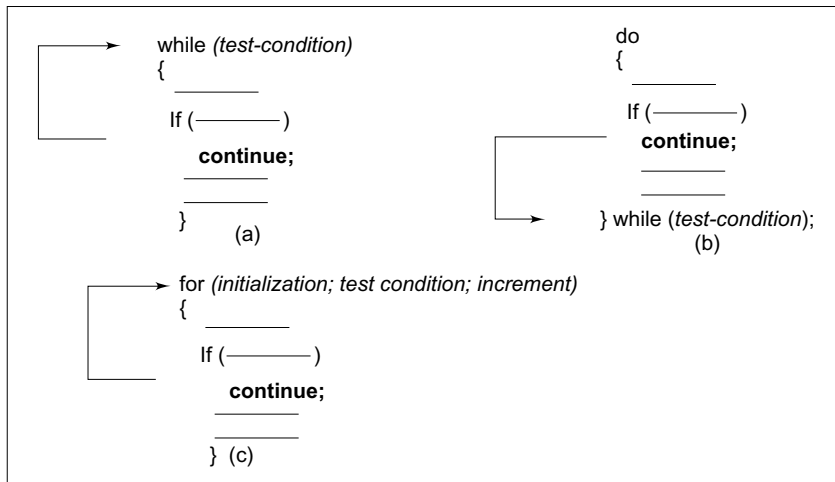 while (test-condition)
{
If ( )
continue;
}
(a)
do
{
If ( )
continue;
} while (test-condition);
(b)
for (initialization; test condition; increment)
{
If ( )
continue;
} (c)